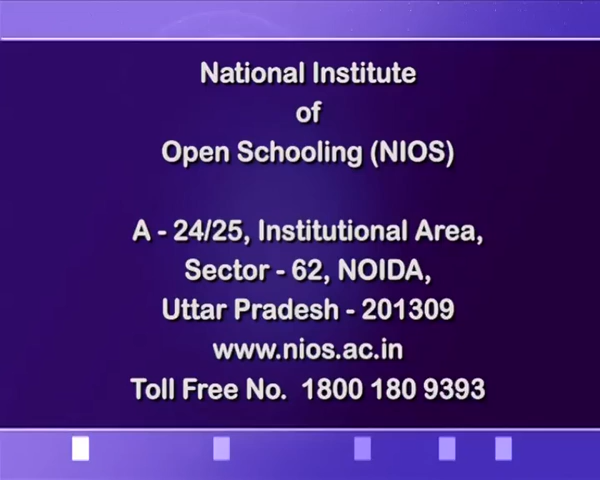 National Institute
of
Open Schooling (NIOS)
A - 24/25, Institutional Area,
Sector - 62, NOIDA,
Uttar Pradesh - 201309
www.nios.ac.in
Toll Free No. 1800 180 9393